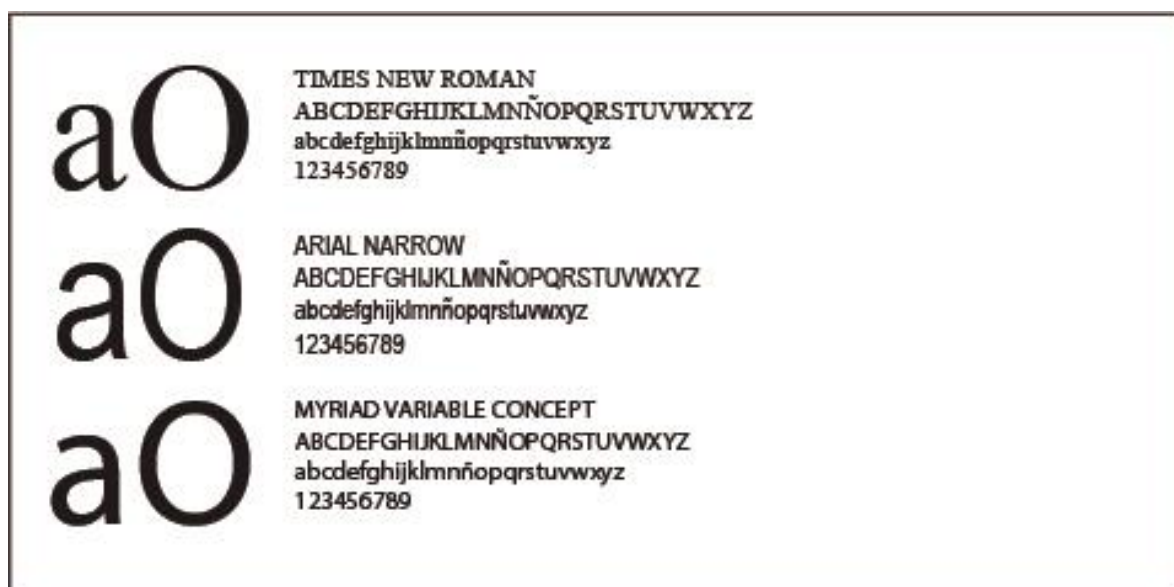 aO
TIMES NEW ROMAN
ABCDEFGHIJKLMNÑOPQRSTUVWXYZ
abcdefghijklmnñopqrstuvwxyz
123456789
aO
ARIAL NARROW
ABCDEFGHIJKLMNÑOPQRSTUVWXYZ
abcdefghijklmnñopqrstuvwxyz
123456789
aO
MYRIAD VARIABLE CONCEPT
ABCDEFGHIJKLMNÑOPQRSTUVWXYZ
abcdefghijklmnñopqrstuvwxyz
123456789